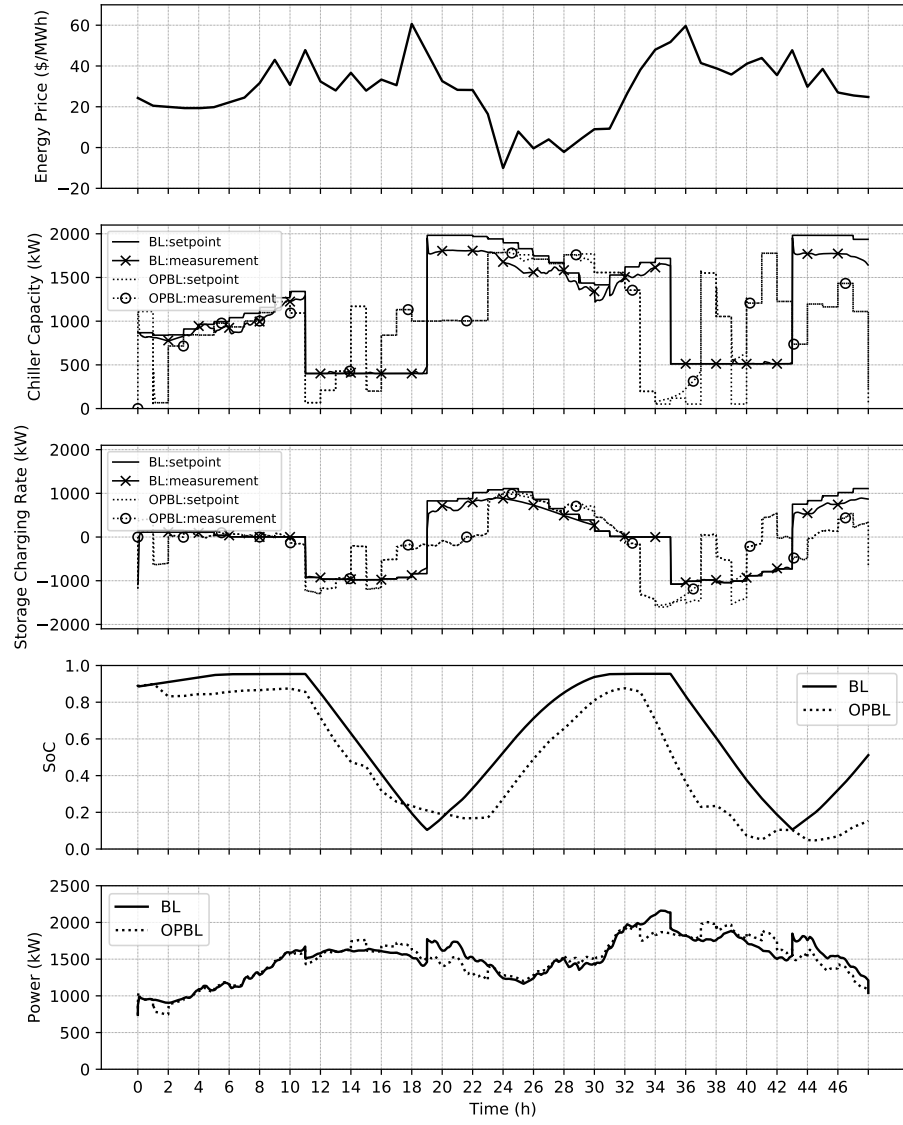 Energy Price ($/MWh)
60
40
20
0
−20
Chiller Capacity (kW)
2000
1500
1000
500
0
BL:setpoint
BL:measurement
OPBL:setpoint
OPBL:measurement
Storage Charging Rate (kW)
2000
1000
0
−1000
−2000
BL:setpoint
BL:measurement
OPBL:setpoint
OPBL:measurement
SoC
1.0
0.8
0.6
0.4
0.2
0.0
BL
OPBL
Power (kW)
2500
2000
1500
1000
500
0
BL
OPBL
0 2 4 6 8 10 12 14 16 18 20 22 24 26 28 30 32 34 36 38 40 42 44 46
Time (h)